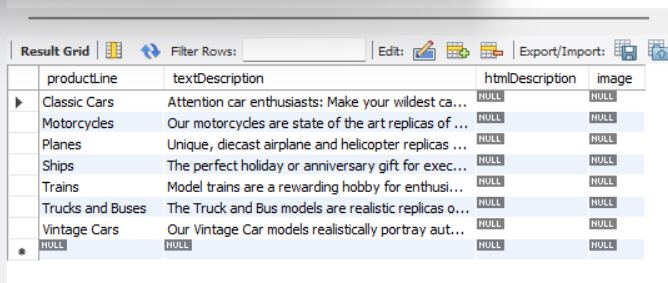 Result Grid Filter Rows: Edit: Export/Import:
productLine textDescription htmlDescription image
Classic Cars Attention car enthusiasts: Make your wildest ca... NULL NULL
Motorcycles Our motorcycles are state of the art replicas of ... NULL NULL
Planes Unique, diecast airplane and helicopter replicas ... NULL NULL
Ships The perfect holiday or anniversary gift for exec... NULL NULL
Trains Model trains are a rewarding hobby for enthusi... NULL NULL
Trucks and Buses The Truck and Bus models are realistic replicas o... NULL NULL
Vintage Cars Our Vintage Car models realistically portray aut... NULL NULL
NULL NULL NULL NULL